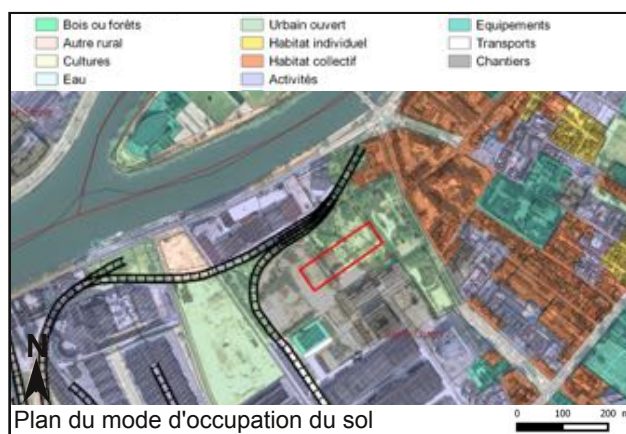 Bois ou forêts
Autre rural
Cultures
Eau
Urbain ouvert
Habitat individuel
Habitat collectif
Activités
Equipements
Transports
Chantiers
N
Plan du mode d'occupation du sol
0 100 200 m